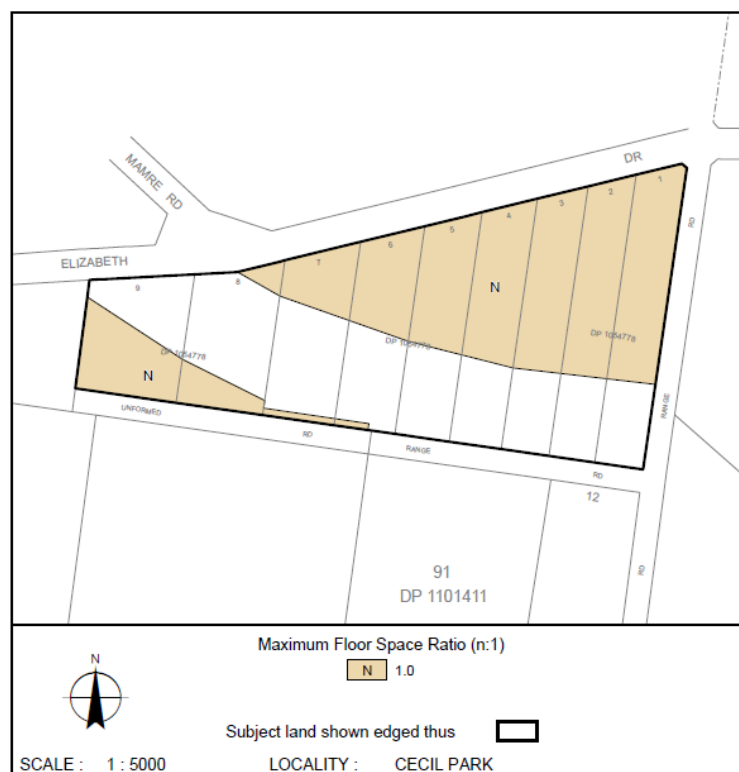 MAMRE RD
DR
ELIZABETH
1
2
3
4
5
6
7
8
9
RD
N
DP 1054778
DP 1054778
DP 1054778
N
UNFORMED
RD
RANGE
RD
RANGE
12
RD
91
DP 1101411
Maximum Floor Space Ratio (n:1)
N 1.0
N
Subject land shown edged thus
SCALE : 1 : 5000 LOCALITY : CECIL PARK